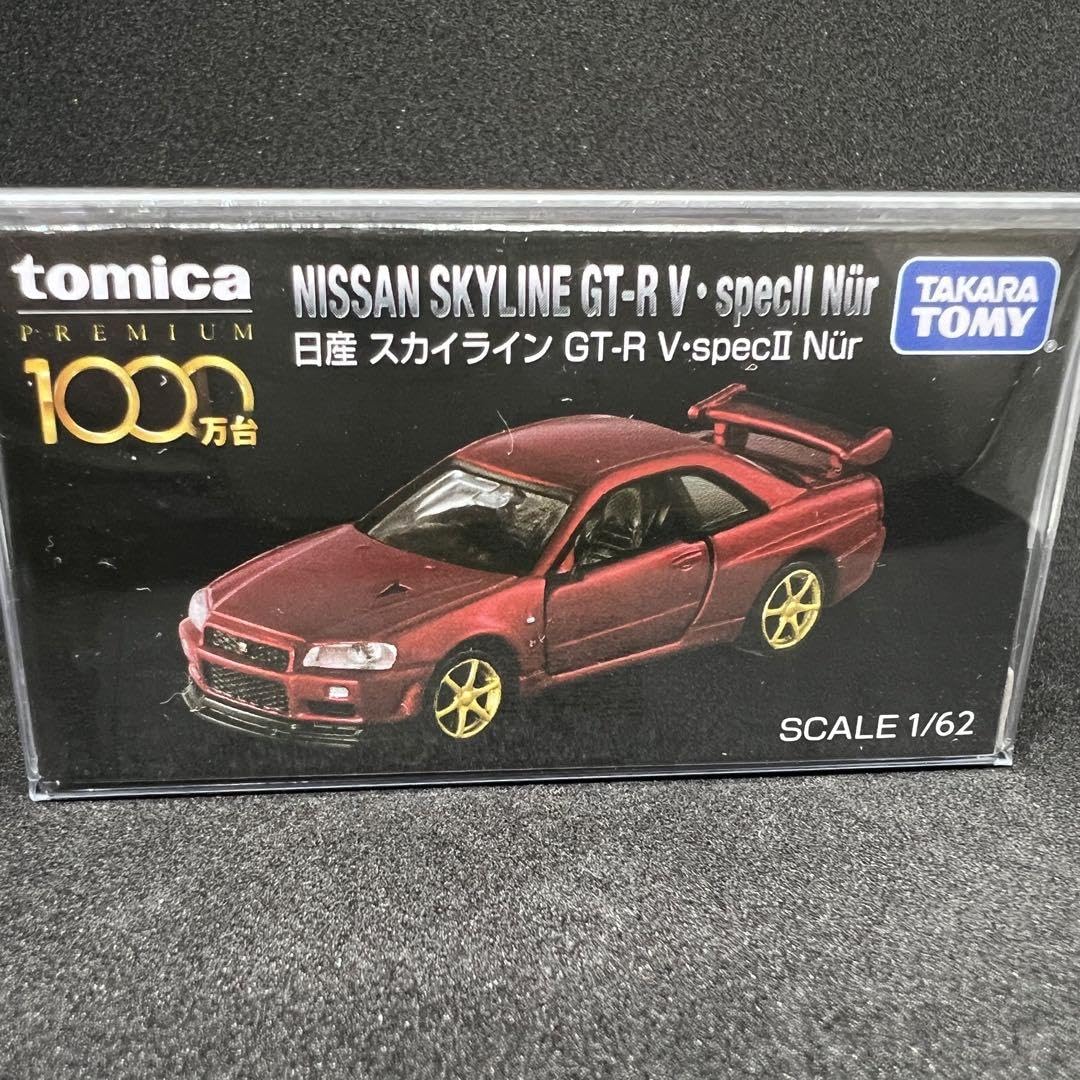 tomica
PREMIUM
1000万台
NISSAN SKYLINE GT-R V・specII Nür
日産 スカイライン GT-R V・specⅡ Nür
TAKARA
TOMY
®
SCALE 1/62